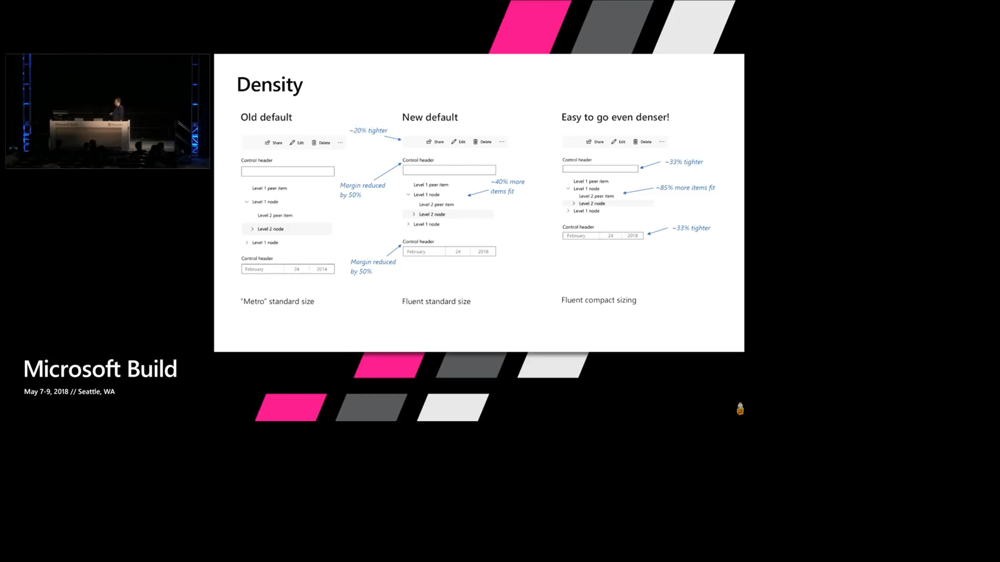 Density
Old default
Share Edit Delete ...
Control header
Level 1 peer item
Level 1 node
Level 2 peer item
Level 2 node
Level 1 node
Control header
February 24 2014
"Metro" standard size
~20% tighter
Margin reduced
by 50%
Margin reduced
by 50%
New default
Share Edit Delete ...
Control header
Level 1 peer item
Level 1 node
Level 2 peer item
Level 2 node
Level 1 node
~40% more
items fit
Control header
February 24 2018
Fluent standard size
Easy to go even denser!
Share Edit Delete ...
Control header
~33% tighter
Level 1 peer item
Level 1 node
Level 2 peer item
Level 2 node
Level 1 node
~85% more items fit
Control header
February 24 2018
~33% tighter
Fluent compact sizing
Microsoft Build
May 7-9, 2018 // Seattle, WA